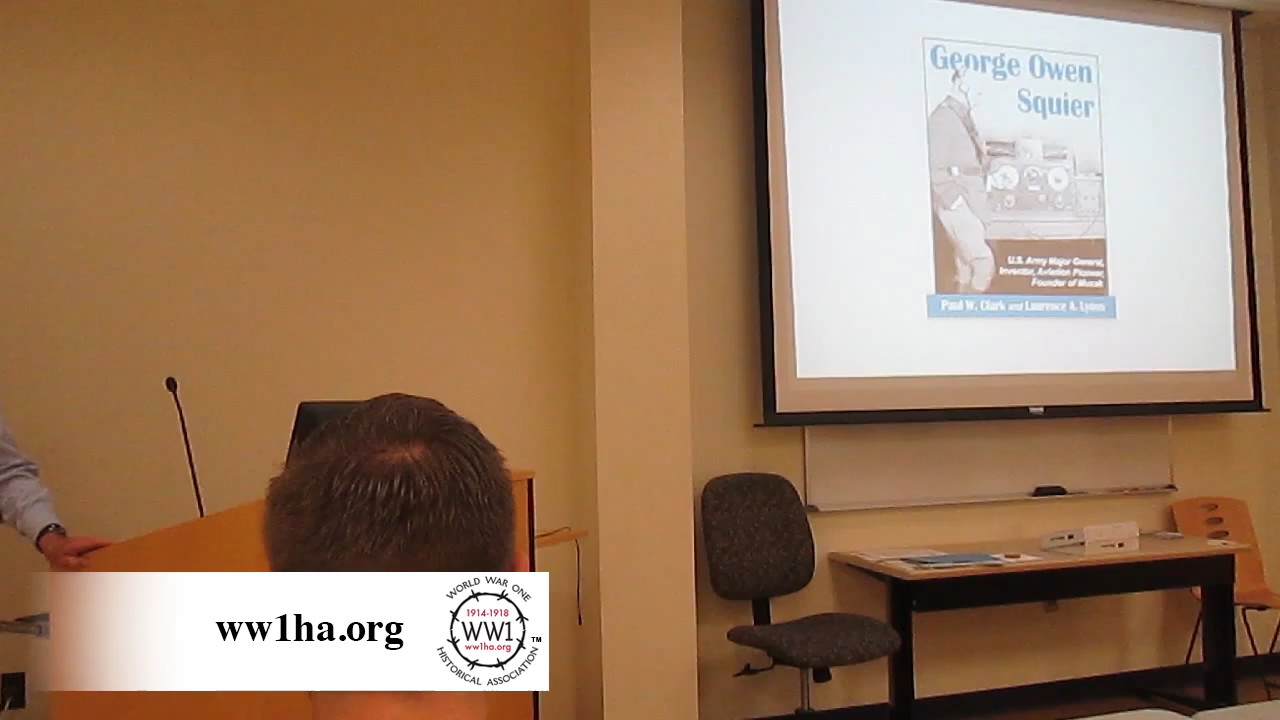 George Owen
Squier
U.S. Army Major General,
Inventor, Aviation Pioneer,
Founder of Muzak
Paul W. Clark and Laurence A. Lyons
ww1ha.org
WORLD WAR ONE
1914-1918
WW1
ww1ha.org
HISTORICAL ASSOCIATION
TM